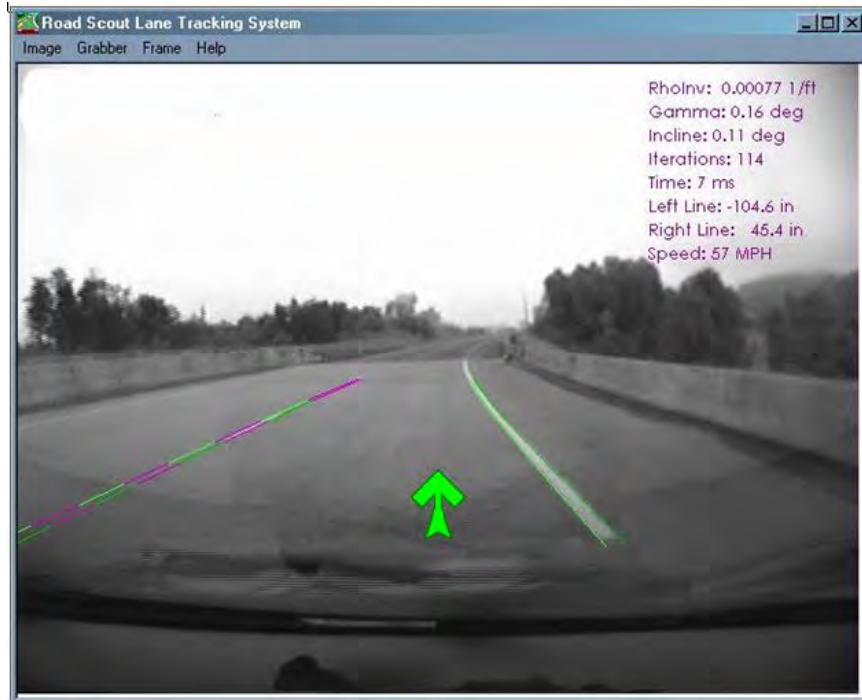 Road Scout Lane Tracking System
Image Grabber Frame Help
RhoInv: 0.00077 1/ft
Gamma: 0.16 deg
Incline: 0.11 deg
Iterations: 114
Time: 7 ms
Left Line: -104.6 in
Right Line: 45.4 in
Speed: 57 MPH